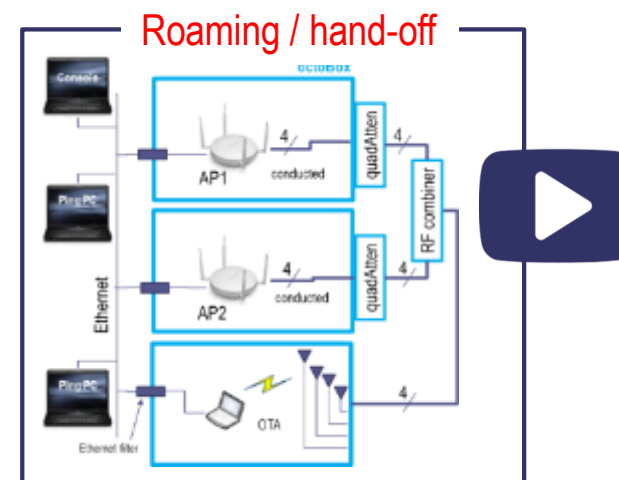 Roaming / hand-off
octoBox
Console
4
AP1
conducted
quadAtten
4
PingPC
RF combiner
4
AP2
conducted
quadAtten
4
Ethernet
PingPC
OTA
4
Ethernet filter